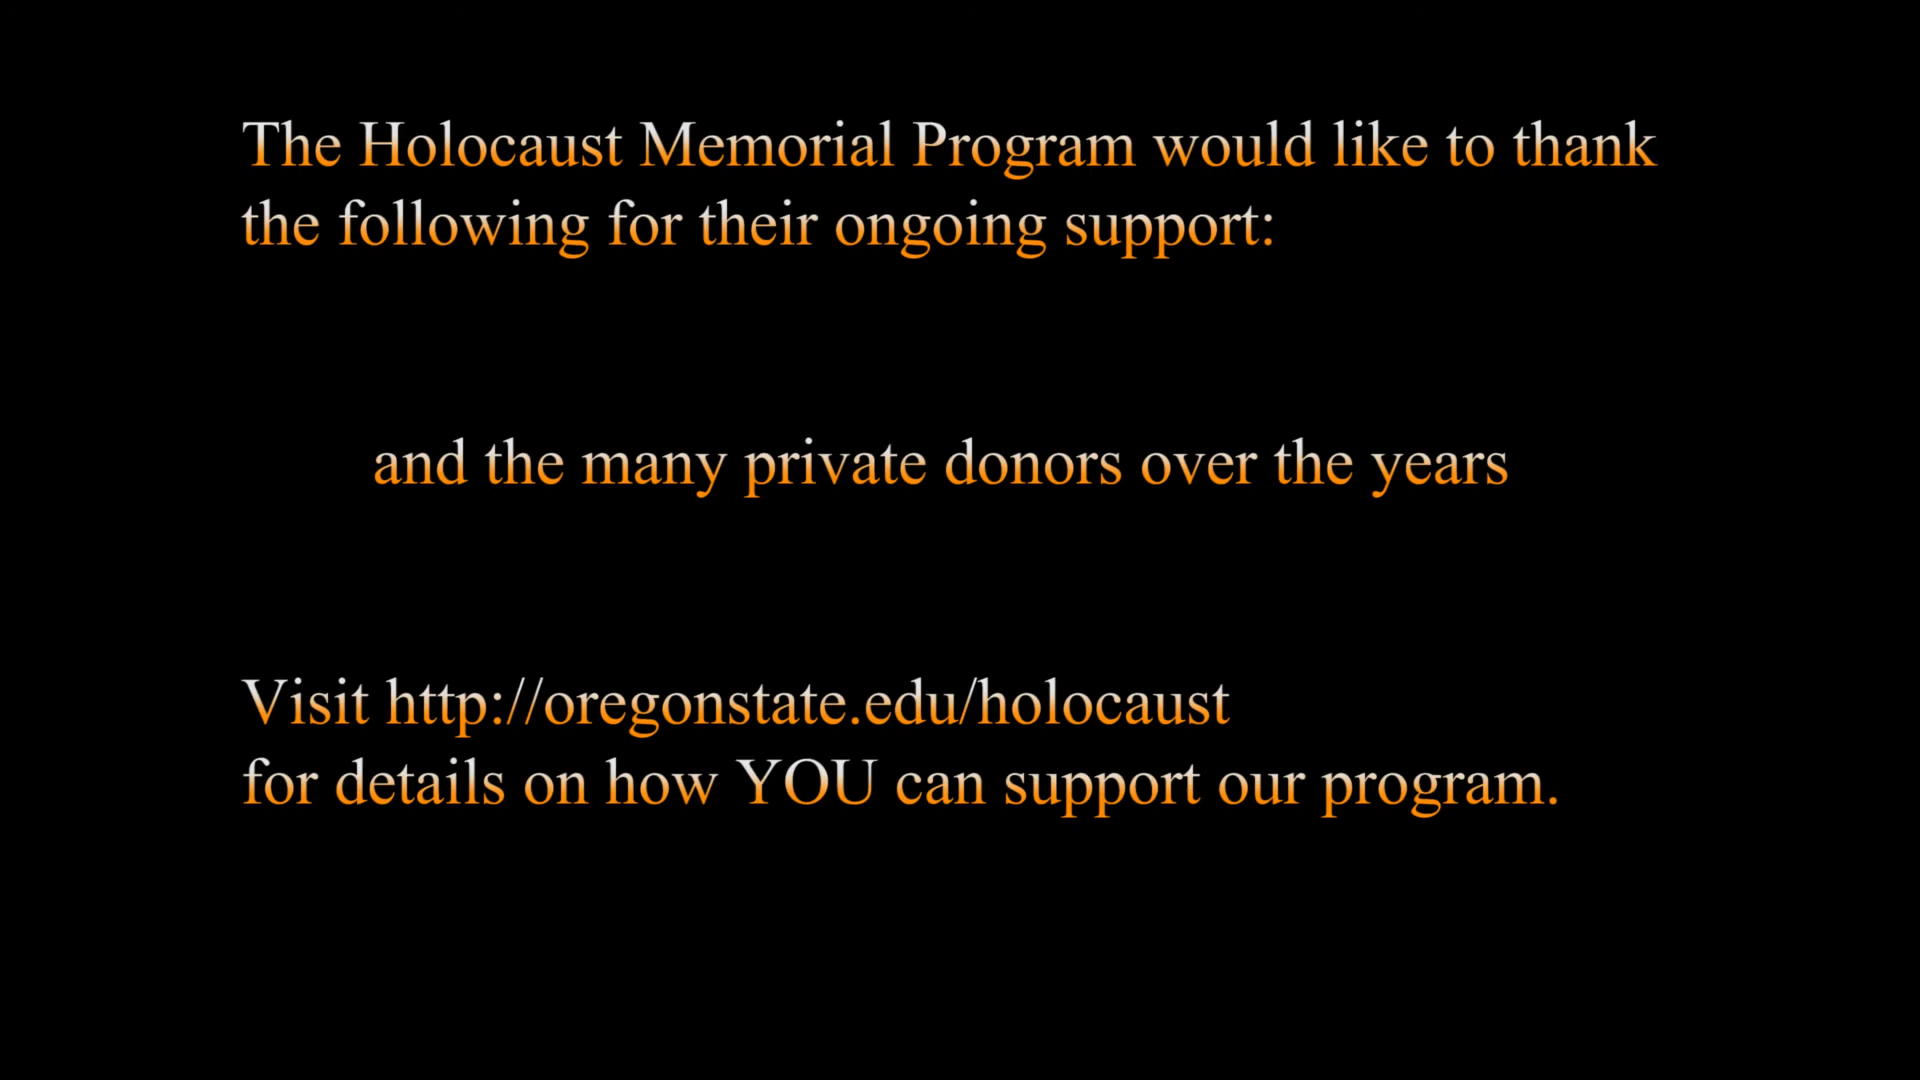 The Holocaust Memorial Program would like to thank
the following for their ongoing support:
and the many private donors over the years
Visit http://oregonstate.edu/holocaust
for details on how YOU can support our program.